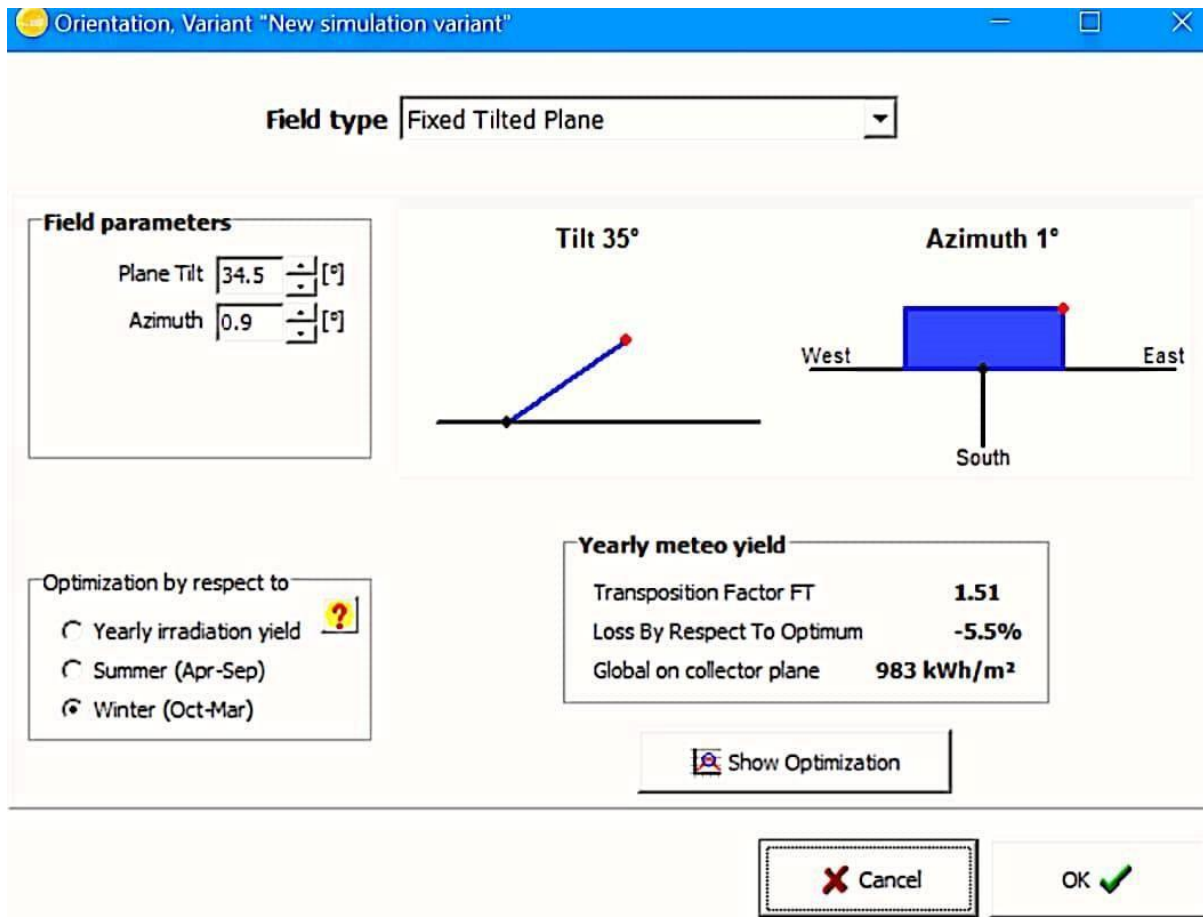 Orientation, Variant "New simulation variant"
Field type Fixed Tilted Plane
Field parameters
Plane Tilt 34.5 [°]
Azimuth 0.9 [°]
Tilt 35°
Azimuth 1°
West
East
South
Optimization by respect to
?
Yearly irradiation yield
Summer (Apr-Sep)
Winter (Oct-Mar)
Yearly meteo yield
Transposition Factor FT 1.51
Loss By Respect To Optimum -5.5%
Global on collector plane 983 kWh/m²
Show Optimization
Cancel
OK